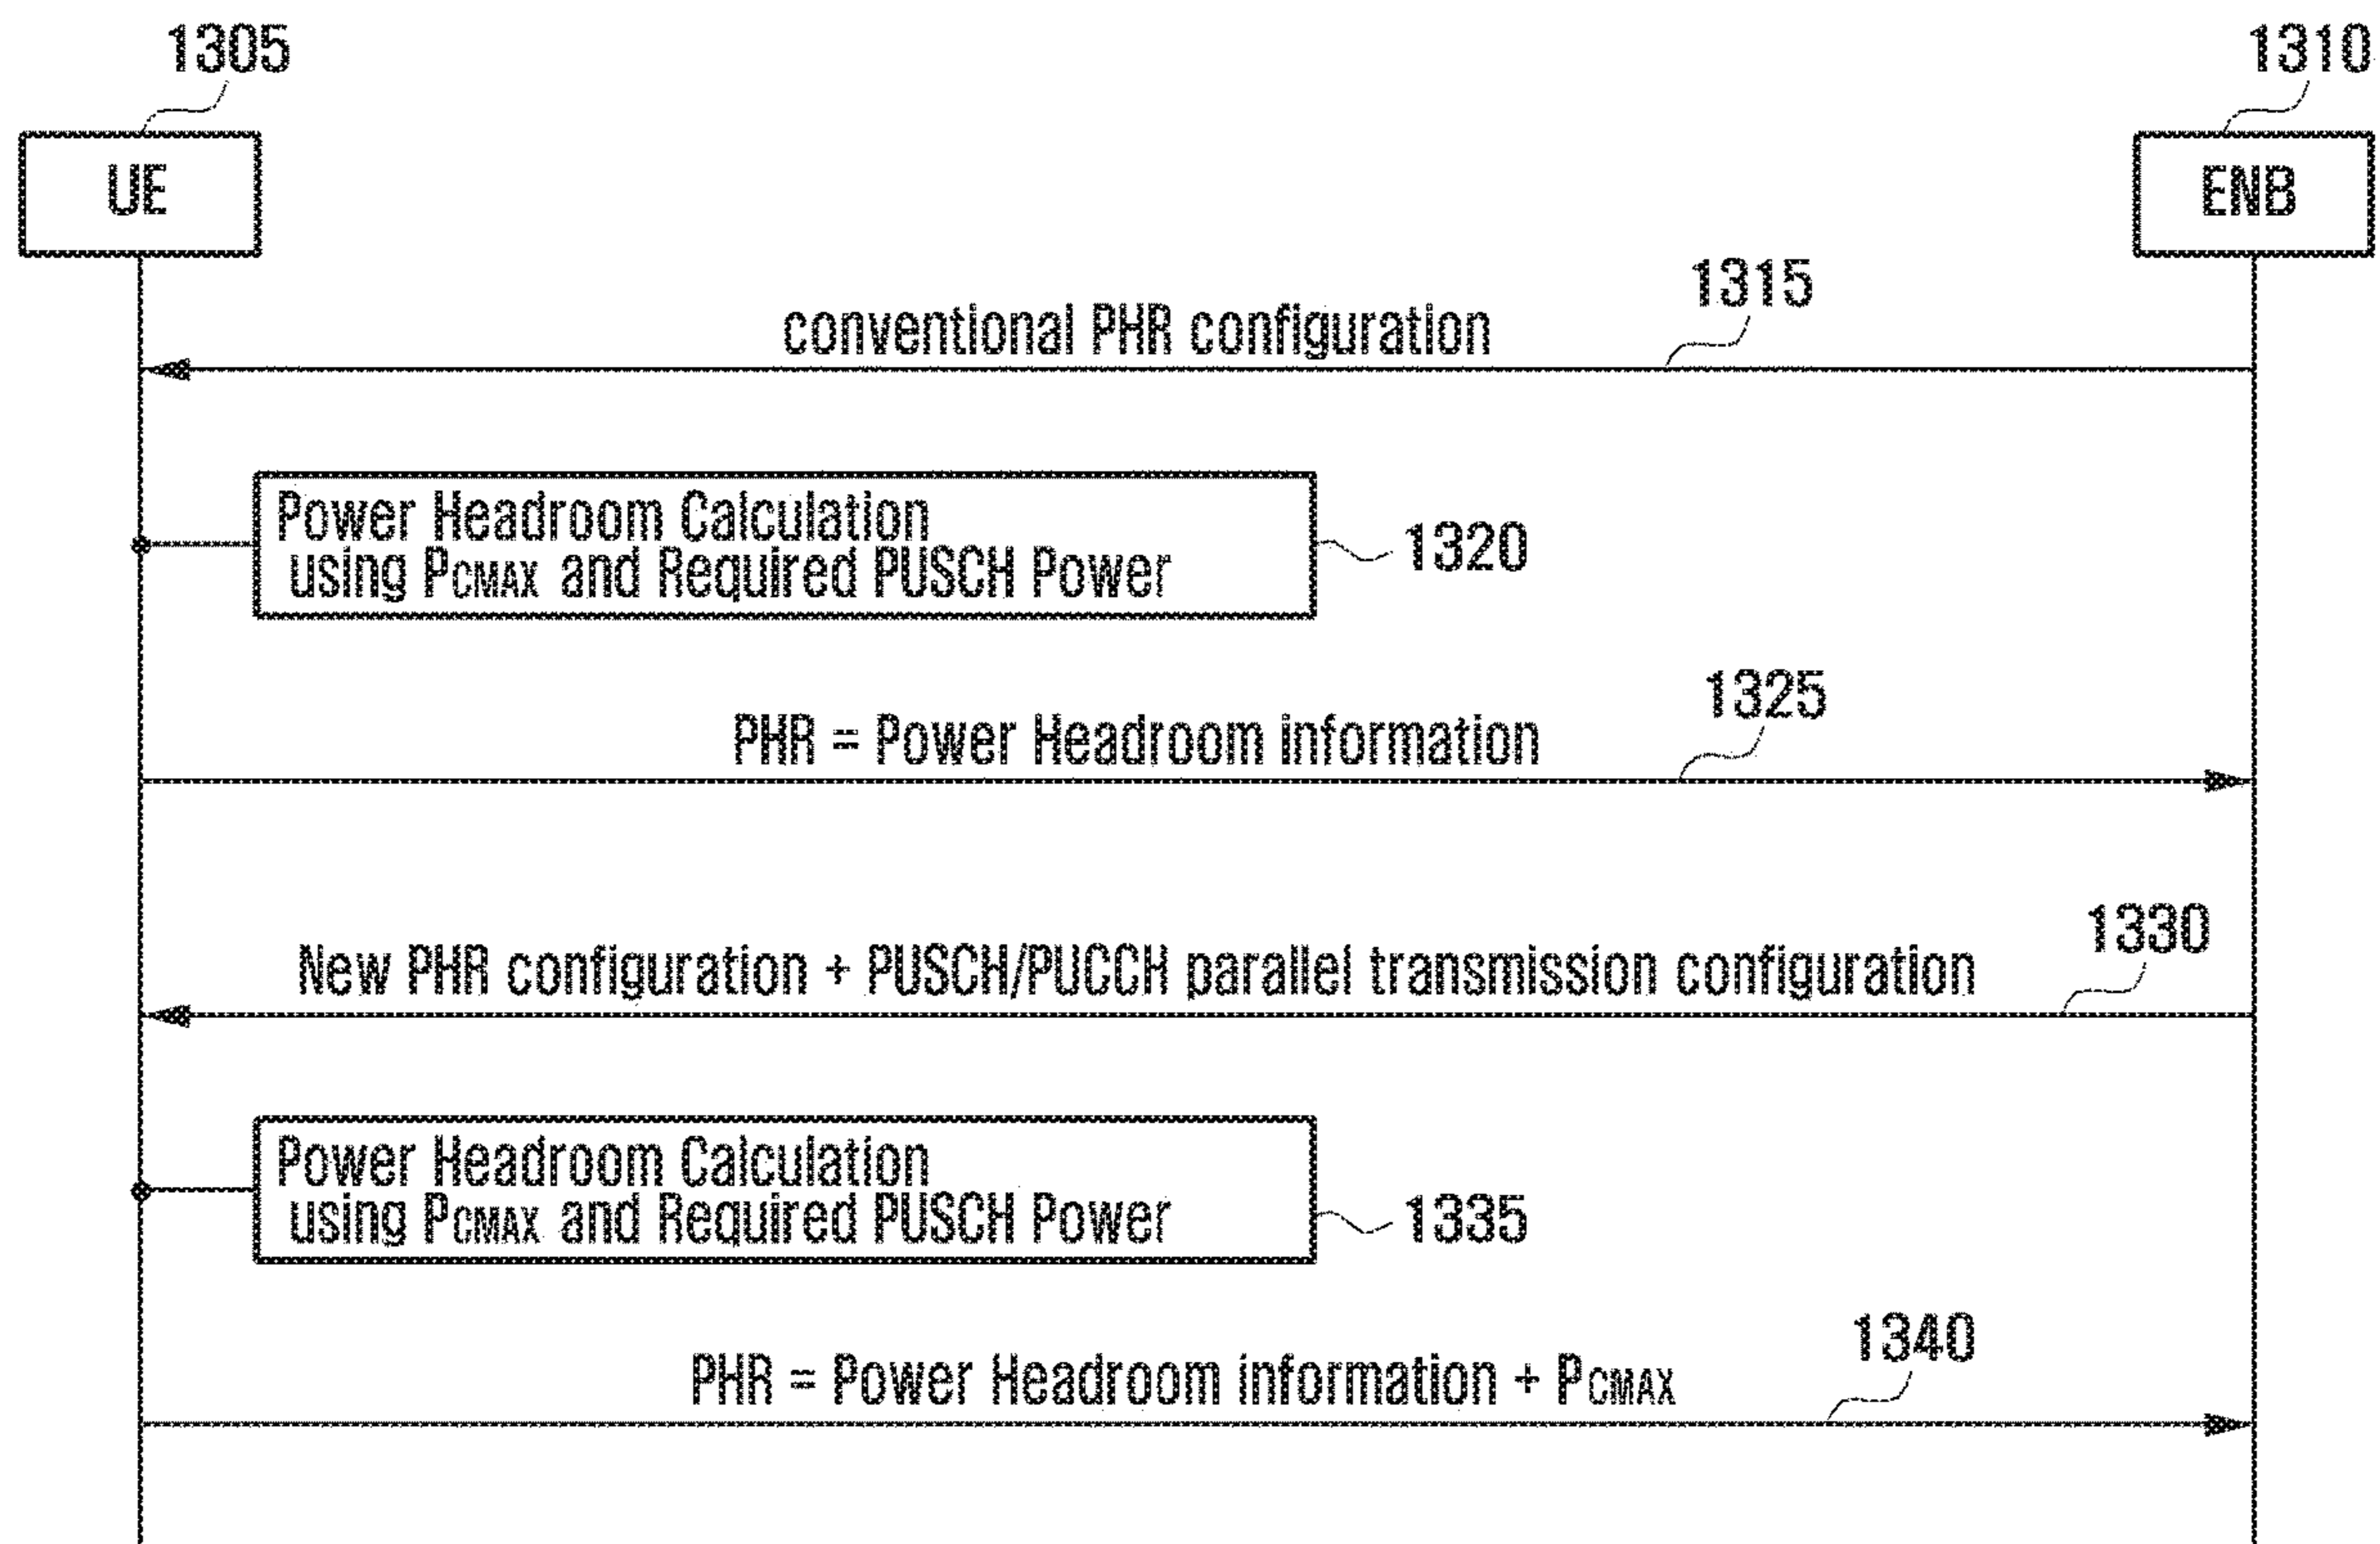 1305
1310
UE
ENB
1315
conventional PHR configuration
Power Headroom Calculation
using PCMAX and Required PUSCH Power
1320
1325
PHR = Power Headroom information
1330
New PHR configuration + PUSCH/PUCCH parallel transmission configuration
Power Headroom Calculation
using PCMAX and Required PUSCH Power
1335
1340
PHR = Power Headroom information + PCMAX